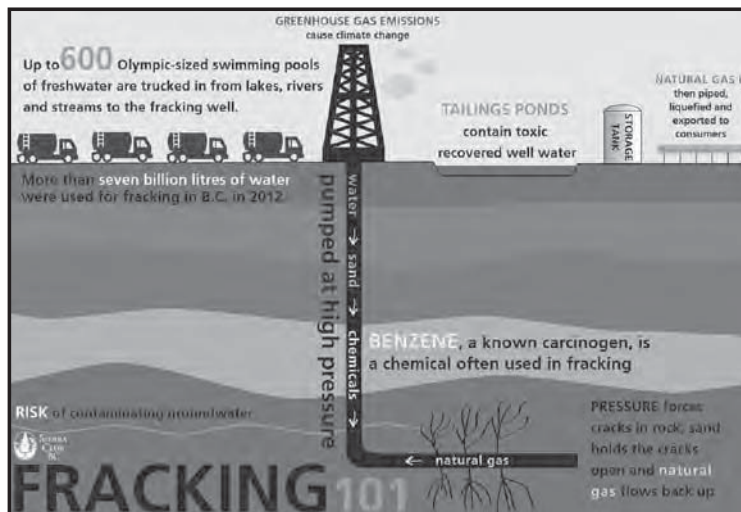 GREENHOUSE GAS EMISSIONS
cause climate change
Up to 600 Olympic-sized swimming pools
of freshwater are trucked in from lakes, rivers
and streams to the fracking well.
TAILINGS PONDS
contain toxic
recovered well water
STORAGE
TANK
NATURAL GAS
then piped,
liquefied and
exported to
consumers
More than seven billion litres of water
were used for fracking in B.C. in 2012
pumped at high pressure
water
sand
chemicals
BENZENE, a known carcinogen, is
a chemical often used in fracking
RISK of contaminating groundwater
SIERRA
CLUB
BC
natural gas
PRESSURE forces
cracks in rock, sand
holds the cracks
open and natural
gas flows back up
FRACKING 101